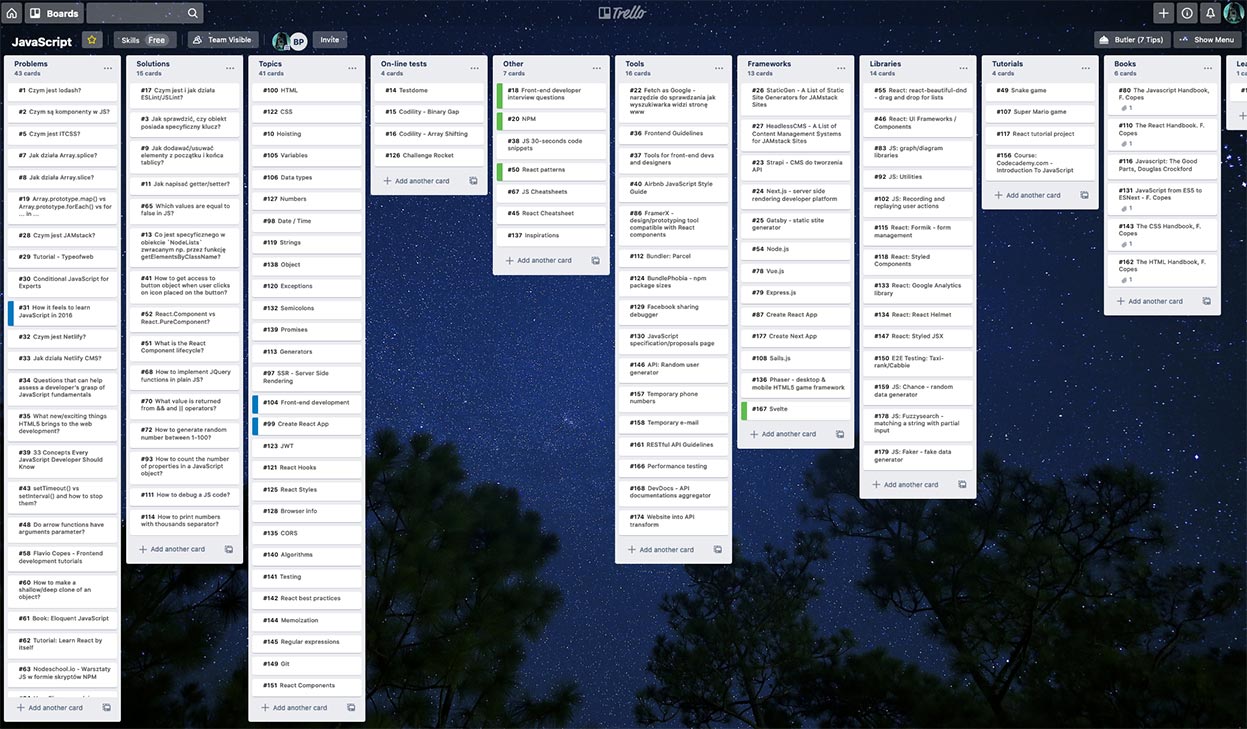 Boards
Trello
JavaScript
Skills Free
Team Visible
BP
Invite
Butler (7 Tips)
Show Menu
Problems
43 cards
#1 Czym jest lodash?
#2 Czym są komponenty w JS?
#5 Czym jest ITCSS?
#7 Jak działa Array.splice?
#8 Jak działa Array.slice?
#19 Array.prototype.map() vs
Array.prototype.forEach() vs for
... in ...
#28 Czym jest JAMstack?
#29 Tutorial - Typeofweb
#30 Conditional JavaScript for
Experts
#31 How it feels to learn
JavaScript in 2016
#32 Czym jest Netlify?
#33 Jak działa Netlify CMS?
#34 Questions that can help
assess a developer's grasp of
JavaScript fundamentals
#35 What new/exciting things
HTML5 brings to the web
development?
#39 33 Concepts Every
JavaScript Developer Should
Know
#43 setTimeout() vs
setInterval() and how to stop
them?
#48 Do arrow functions have
arguments parameter?
#58 Flavio Copes - Frontend
development tutorials
#60 How to make a
shallow/deep clone of an
object?
#61 Book: Eloquent JavaScript
#62 Tutorial: Learn React by
itself
#63 Nodeschool.io - Warsztaty
JS w formie skryptów NPM
Add another card
Solutions
15 cards
#17 Czym jest i jak działa
ESLint/JSLint?
#3 Jak sprawdzić, czy obiekt
posiada specyficzny klucz?
#9 Jak dodawać/usuwać
elementy z początku i końca
tablicy?
#11 Jak napisać getter/setter?
#65 Which values are equal to
false in JS?
#13 Co jest specyficznego w
obiekcie `NodeLists`
zwracanym np. przez funkcję
getElementsByClassName?
#41 How to get access to
button object when user clicks
on icon placed on the button?
#52 React.Component vs
React.PureComponent?
#51 What is the React
Component lifecycle?
#68 How to implement JQuery
functions in plain JS?
#70 What value is returned
from && and || operators?
#72 How to generate random
number between 1-100?
#93 How to count the number
of properties in a JavaScript
object?
#111 How to debug a JS code?
#114 How to print numbers
with thousands separator?
Add another card
Topics
41 cards
#100 HTML
#122 CSS
#10 Hoisting
#105 Variables
#106 Data types
#127 Numbers
#98 Date / Time
#119 Strings
#138 Object
#120 Exceptions
#132 Semicolons
#139 Promises
#113 Generators
#97 SSR - Server Side
Rendering
#104 Front-end development
#99 Create React App
#123 JWT
#121 React Hooks
#125 React Styles
#128 Browser info
#135 CORS
#140 Algorithms
#141 Testing
#142 React best practices
#144 Memoization
#145 Regular expressions
#149 Git
#151 React Components
Add another card
On-line tests
4 cards
#14 Testdome
#15 Codility - Binary Gap
#16 Codility - Array Shifting
#126 Challenge Rocket
Add another card
Other
7 cards
#18 Front-end developer
interview questions
#20 NPM
#38 JS 30-seconds code
snippets
#50 React patterns
#67 JS Cheatsheets
#45 React Cheatsheet
#137 Inspirations
Add another card
Tools
16 cards
#22 Fetch as Google -
narzędzie do sprawdzania jak
wyszukiwarka widzi stronę
www
#36 Frontend Guidelines
#37 Tools for front-end devs
and designers
#40 Airbnb JavaScript Style
Guide
#86 FramerX -
design/prototyping tool
compatible with React
components
#112 Bundler: Parcel
#124 BundlePhobia - npm
package sizes
#129 Facebook sharing
debugger
#130 JavaScript
specification/proposals page
#146 API: Random user
generator
#157 Temporary phone
numbers
#158 Temporary e-mail
#161 RESTful API Guidelines
#166 Performance testing
#168 DevDocs - API
documentations aggregator
#174 Website into API
transform
Add another card
Frameworks
13 cards
#26 StaticGen - A List of Static
Site Generators for JAMstack
Sites
#27 HeadlessCMS - A List of
Content Management Systems
for JAMstack Sites
#23 Strapi - CMS do tworzenia
API
#24 Next.js - server side
rendering developer platform
#25 Gatsby - static stite
generator
#54 Node.js
#78 Vue.js
#79 Express.js
#87 Create React App
#177 Create Next App
#108 Sails.js
#136 Phaser - desktop &
mobile HTML5 game framework
#167 Svelte
Add another card
Libraries
14 cards
#55 React: react-beautiful-dnd
- drag and drop for lists
#46 React: UI Frameworks /
Components
#83 JS: graph/diagram
libraries
#92 JS: Utilities
#102 JS: Recording and
replaying user actions
#115 React: Formik - form
management
#118 React: Styled
Components
#133 React: Google Analytics
library
#134 React: React Helmet
#147 React: Styled JSX
#150 E2E Testing: Taxi-
rank/Cabbie
#159 JS: Chance - random
data generator
#178 JS: Fuzzysearch -
matching a string with partial
input
#179 JS: Faker - fake data
generator
Add another card
Tutorials
4 cards
#49 Snake game
#107 Super Mario game
#117 React tutorial project
#156 Course:
Codecademy.com -
Introduction To JavaScript
Add another card
Books
6 cards
#80 The Javascript Handbook,
F. Copes
1
#110 The React Handbook. F.
Copes
1
#116 Javascript: The Good
Parts, Douglas Crockford
#131 JavaScript from ES5 to
ESNext - F. Copes
1
#143 The CSS Handbook, F.
Copes
1
#162 The HTML Handbook, F.
Copes
1
Add another card